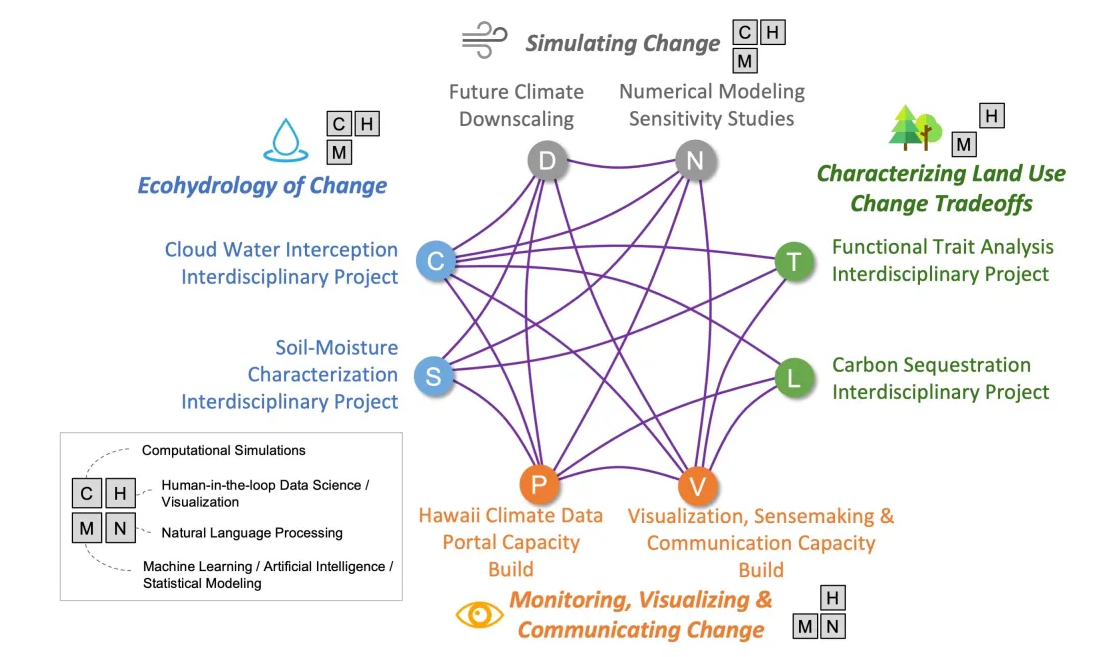 Simulating Change
C H
M
Future Climate
Downscaling
Numerical Modeling
Sensitivity Studies
C H
M
Ecohydrology of Change
H
M
Characterizing Land Use
Change Tradeoffs
D
N
Cloud Water Interception
Interdisciplinary Project
C
T
Functional Trait Analysis
Interdisciplinary Project
Soil-Moisture
Characterization
Interdisciplinary Project
S
L
Carbon Sequestration
Interdisciplinary Project
Computational Simulations
C H
Human-in-the-loop Data Science /
Visualization
M N
Natural Language Processing
Machine Learning / Artificial Intelligence /
Statistical Modeling
P
V
Hawaii Climate Data
Portal Capacity
Build
Visualization, Sensemaking &
Communication Capacity
Build
Monitoring, Visualizing &
Communicating Change
H
M N